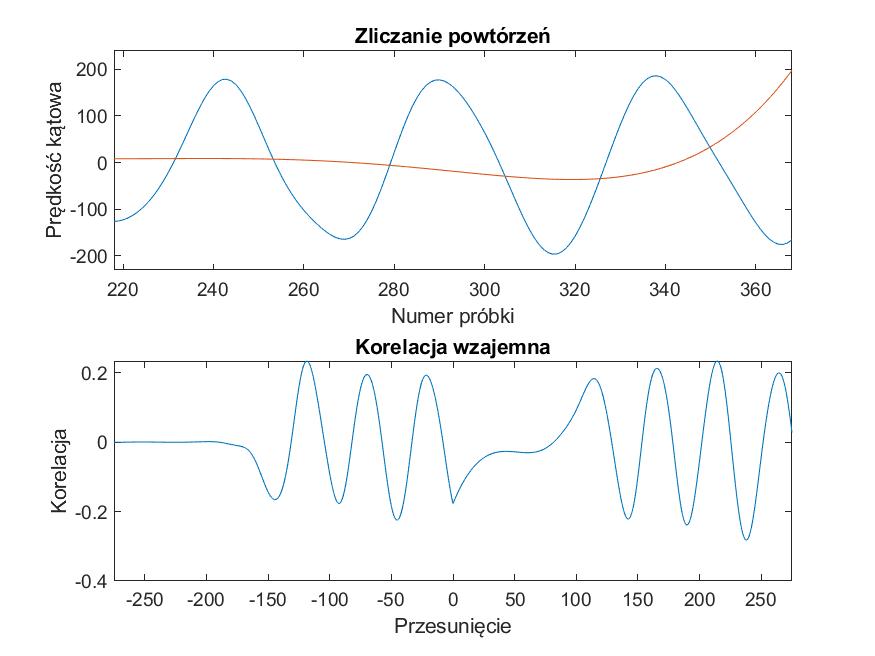 Zliczanie powtórzeń
Prędkość kątowa
200
100
0
-100
-200
220 240 260 280 300 320 340 360
Numer próbki
Korelacja wzajemna
Korelacja
0.2
0
-0.2
-0.4
-250 -200 -150 -100 -50 0 50 100 150 200 250
Przesunięcie